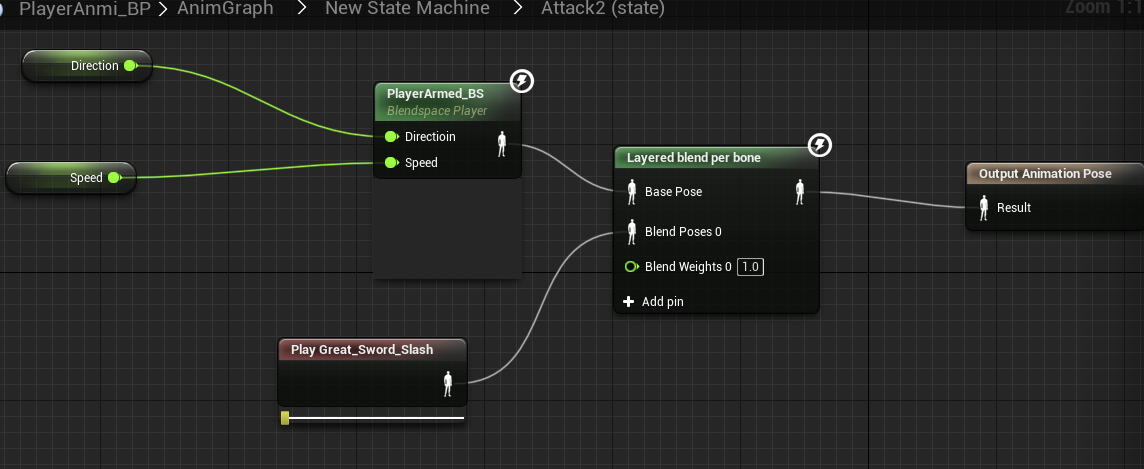 PlayerAnmi_BP > AnimGraph > New State Machine > Attack2 (state)
Zoom 1:1
Direction
PlayerArmed_BS
Blendspace Player
Directioin
Speed
Speed
Layered blend per bone
Base Pose
Blend Poses 0
Blend Weights 0 1.0
Add pin
Output Animation Pose
Result
Play Great_Sword_Slash